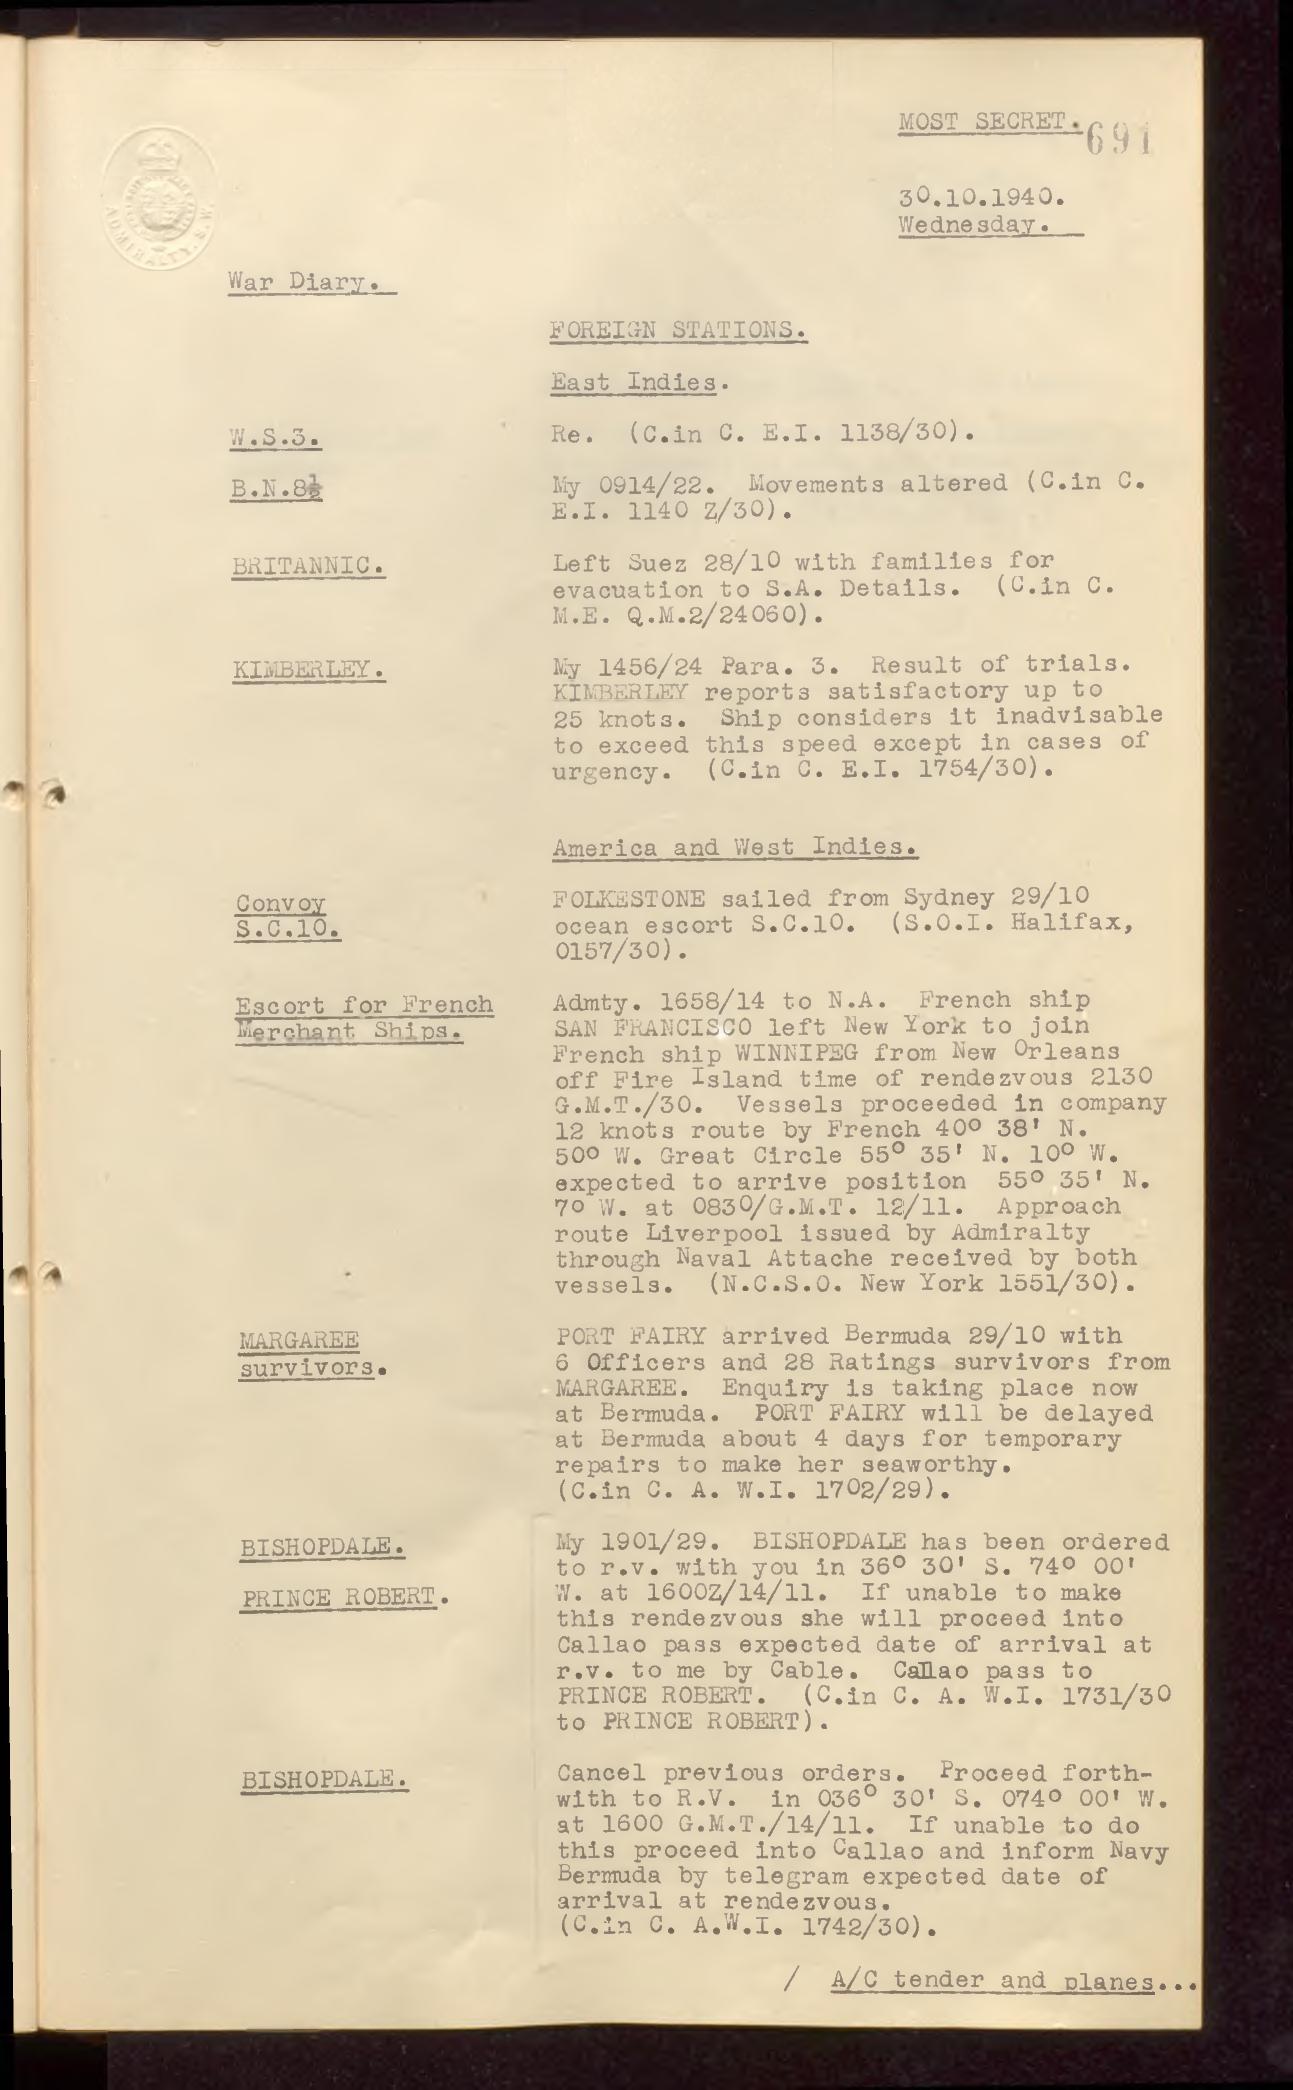 MOST SECRET.
691
30.10.1940.
Wednesday.
ADMIRALTY. S.W.
War Diary.
FOREIGN STATIONS.
East Indies.
W.S.3.
Re. (C.in C. E.I. 1138/30).
B.N.8½
My 0914/22. Movements altered (C.in C.
E.I. 1140 Z/30).
BRITANNIC.
Left Suez 28/10 with families for
evacuation to S.A. Details. (C.in C.
M.E. Q.M.2/24060).
KIMBERLEY.
My 1456/24 Para. 3. Result of trials.
KIMBERLEY reports satisfactory up to
25 knots. Ship considers it inadvisable
to exceed this speed except in cases of
urgency. (C.in C. E.I. 1754/30).
America and West Indies.
Convoy
S.C.10.
FOLKESTONE sailed from Sydney 29/10
ocean escort S.C.10. (S.O.I. Halifax,
0157/30).
Escort for French
Merchant Ships.
Admty. 1658/14 to N.A. French ship
SAN FRANCISCO left New York to join
French ship WINNIPEG from New Orleans
off Fire Island time of rendezvous 2130
G.M.T./30. Vessels proceeded in company
12 knots route by French 40° 38' N.
50° W. Great Circle 55° 35' N. 10° W.
expected to arrive position 55° 35' N.
7° W. at 0830/G.M.T. 12/11. Approach
route Liverpool issued by Admiralty
through Naval Attache received by both
vessels. (N.C.S.O. New York 1551/30).
MARGAREE
survivors.
PORT FAIRY arrived Bermuda 29/10 with
6 Officers and 28 Ratings survivors from
MARGAREE. Enquiry is taking place now
at Bermuda. PORT FAIRY will be delayed
at Bermuda about 4 days for temporary
repairs to make her seaworthy.
(C.in C. A. W.I. 1702/29).
BISHOPDALE.
PRINCE ROBERT.
My 1901/29. BISHOPDALE has been ordered
to r.v. with you in 36° 30' S. 74° 00'
W. at 1600Z/14/11. If unable to make
this rendezvous she will proceed into
Callao pass expected date of arrival at
r.v. to me by Cable. Callao pass to
PRINCE ROBERT. (C.in C. A. W.I. 1731/30
to PRINCE ROBERT).
BISHOPDALE.
Cancel previous orders. Proceed forth-
with to R.V. in 036° 30' S. 074° 00' W.
at 1600 G.M.T./14/11. If unable to do
this proceed into Callao and inform Navy
Bermuda by telegram expected date of
arrival at rendezvous.
(C.in C. A.W.I. 1742/30).
/ A/C tender and planes...